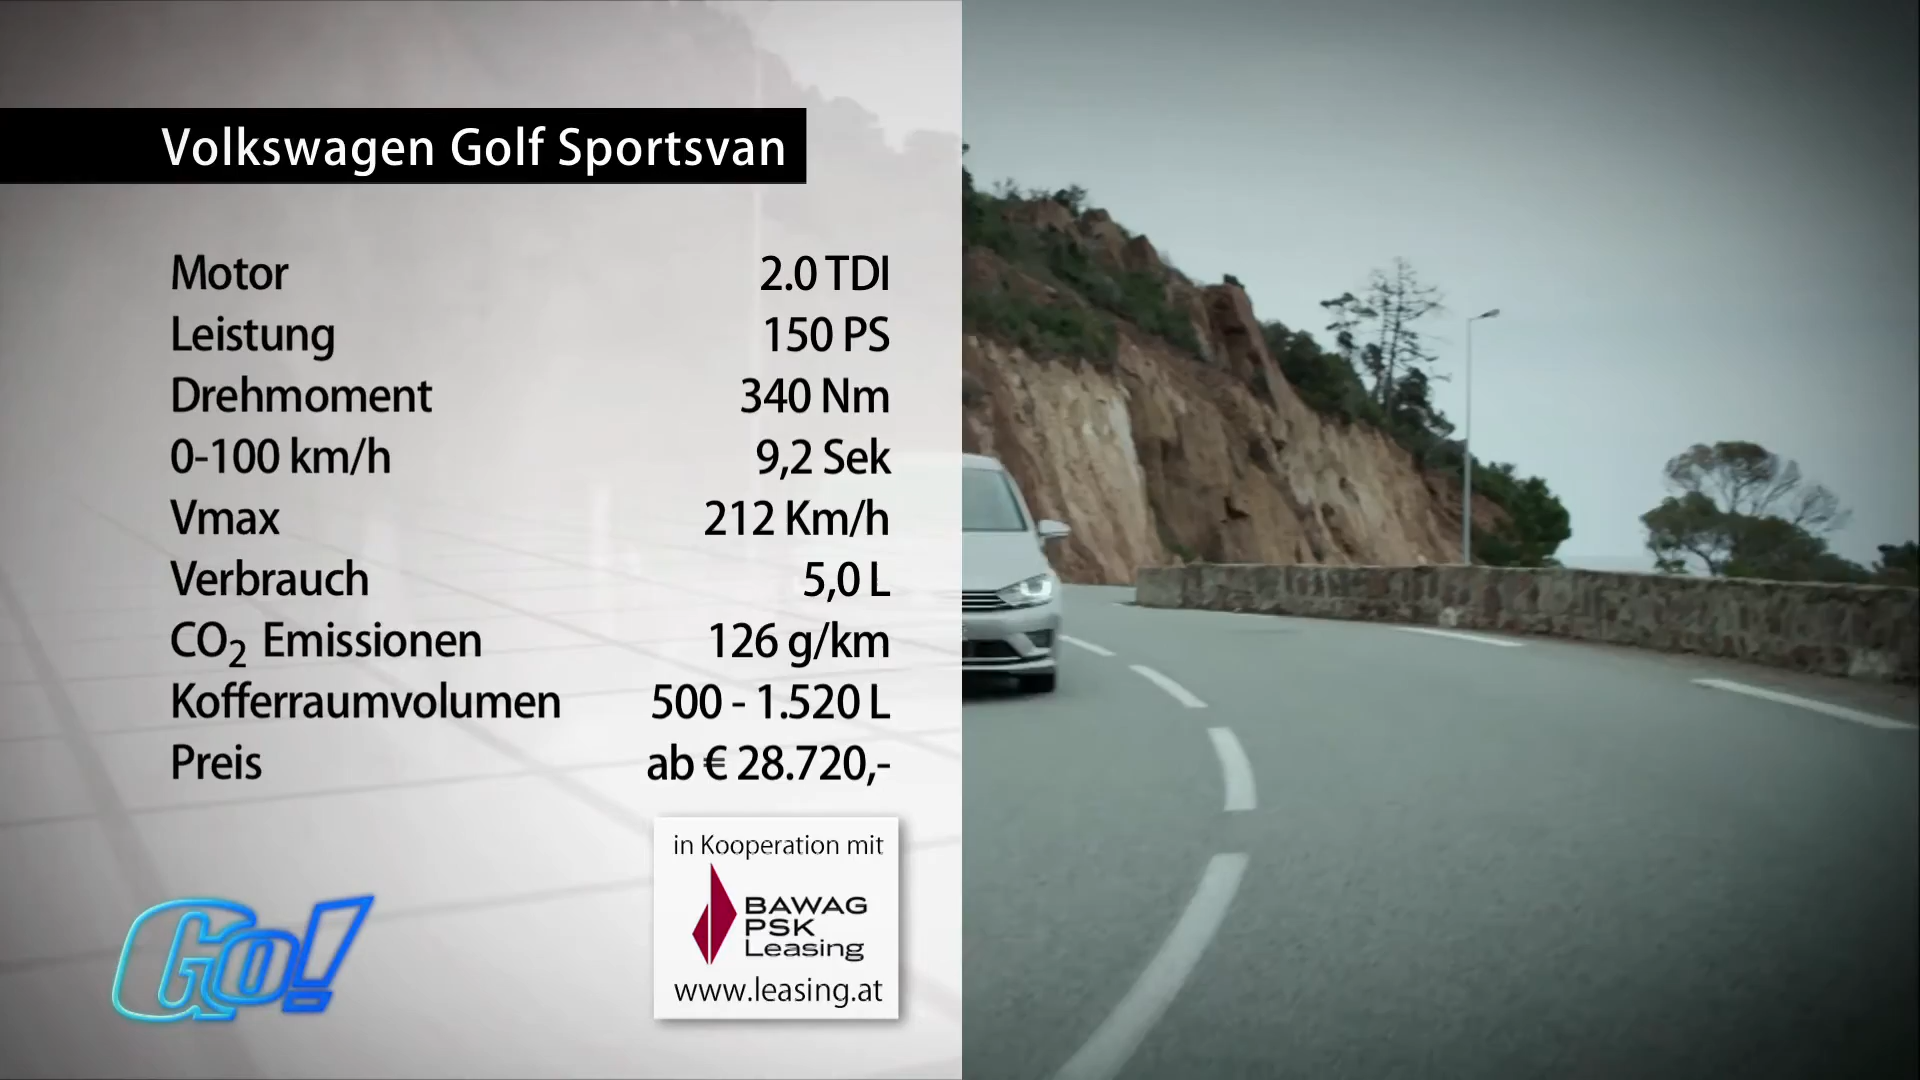 Volkswagen Golf Sportsvan
Motor 2.0 TDI
Leistung 150 PS
Drehmoment 340 Nm
0-100 km/h 9,2 Sek
Vmax 212 Km/h
Verbrauch 5,0 L
CO₂ Emissionen 126 g/km
Kofferraumvolumen 500 - 1.520 L
Preis ab € 28.720,-
in Kooperation mit
BAWAG
PSK
Leasing
www.leasing.at
Go!